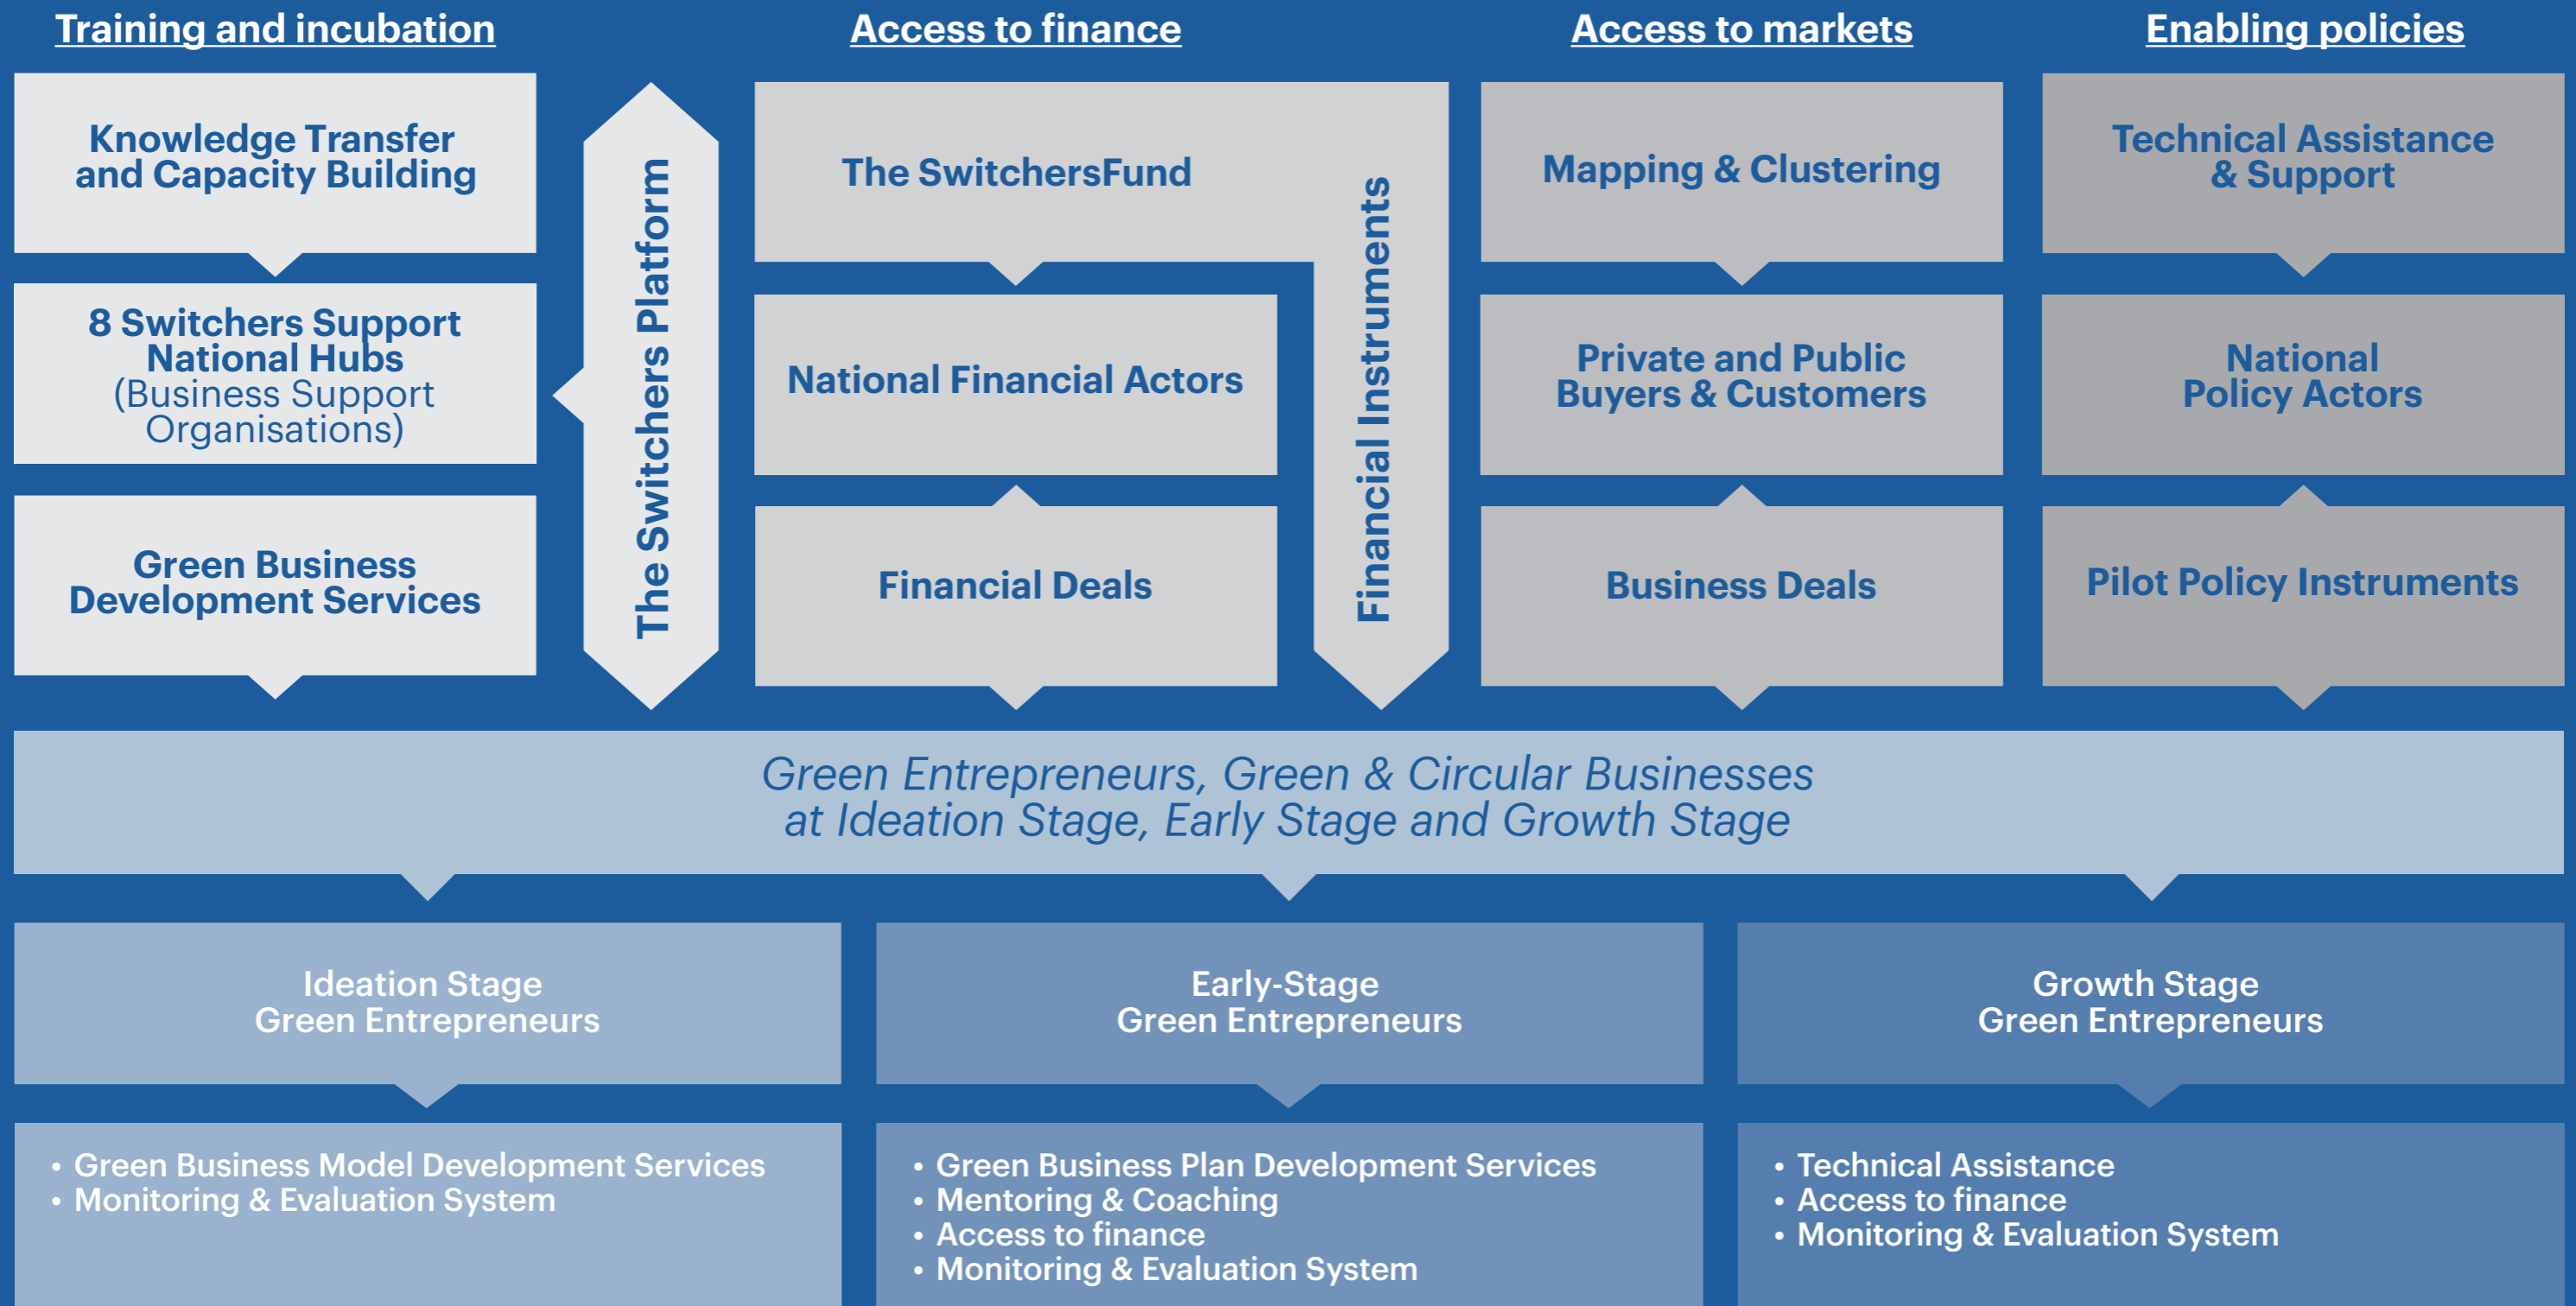 Training and incubation
Knowledge Transfer
and Capacity Building
8 Switchers Support
National Hubs
(Business Support
Organisations)
Green Business
Development Services
The Switchers Platform
Access to finance
The SwitchersFund
National Financial Actors
Financial Deals
Financial Instruments
Access to markets
Mapping & Clustering
Private and Public
Buyers & Customers
Business Deals
Enabling policies
Technical Assistance
& Support
National
Policy Actors
Pilot Policy Instruments
Green Entrepreneurs, Green & Circular Businesses
at Ideation Stage, Early Stage and Growth Stage
Ideation Stage
Green Entrepreneurs
• Green Business Model Development Services
• Monitoring & Evaluation System
Early-Stage
Green Entrepreneurs
• Green Business Plan Development Services
• Mentoring & Coaching
• Access to finance
• Monitoring & Evaluation System
Growth Stage
Green Entrepreneurs
• Technical Assistance
• Access to finance
• Monitoring & Evaluation System